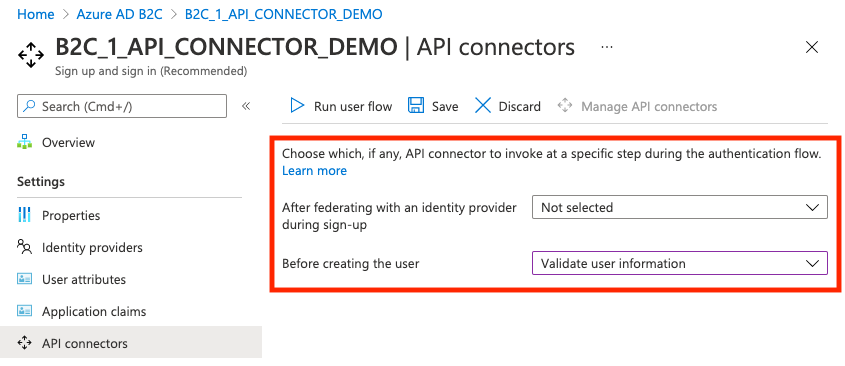 Home > Azure AD B2C > B2C_1_API_CONNECTOR_DEMO
B2C_1_API_CONNECTOR_DEMO | API connectors ...
Sign up and sign in (Recommended)
Search (Cmd+/)
«
Run user flow
Save
Discard
Manage API connectors
Overview
Settings
Properties
Identity providers
User attributes
Application claims
API connectors
Choose which, if any, API connector to invoke at a specific step during the authentication flow.
Learn more
After federating with an identity provider
during sign-up
Not selected
Before creating the user
Validate user information